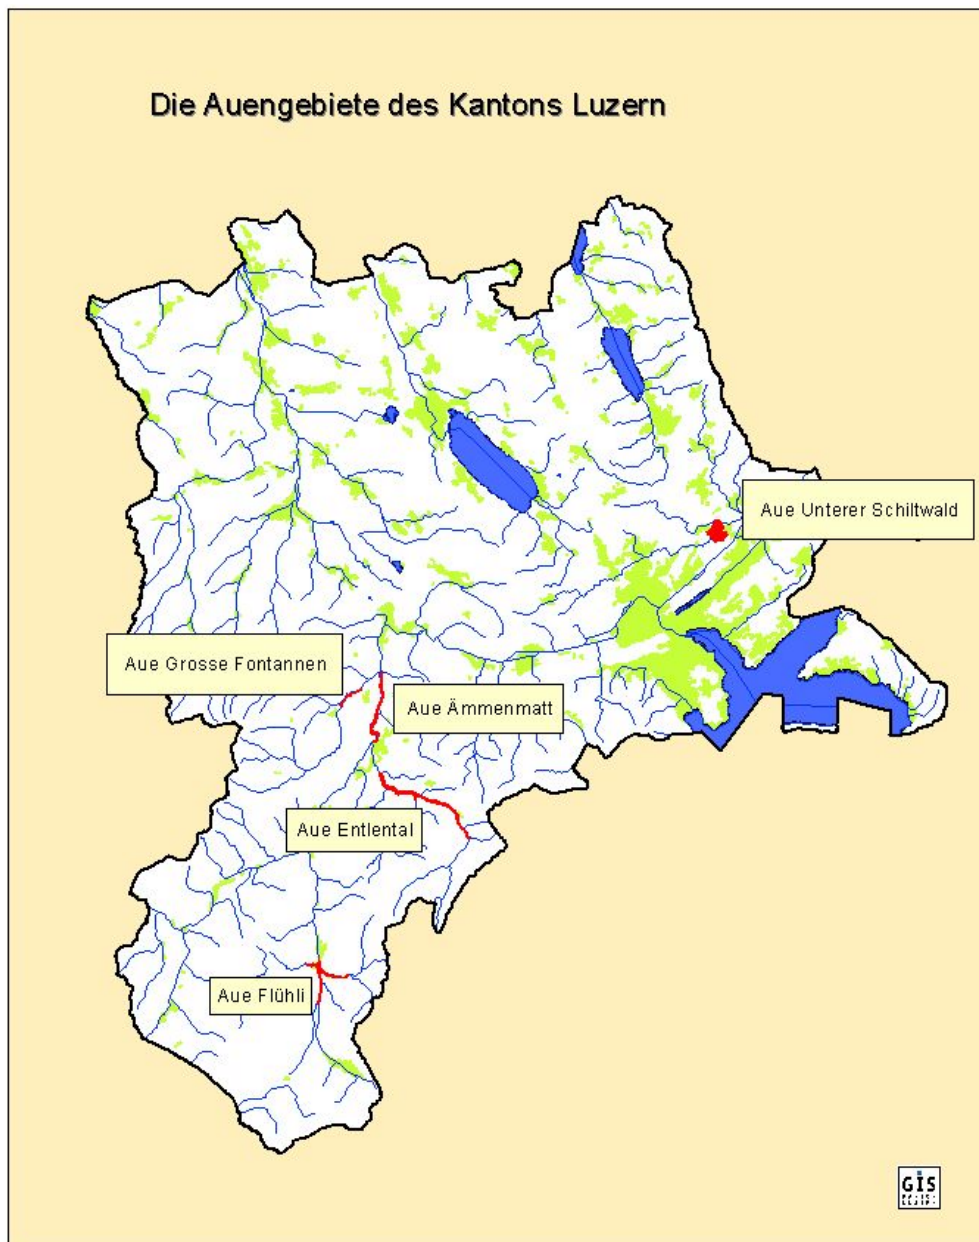 Die Auengebiete des Kantons Luzern
Aue Unterer Schiltwald
Aue Grosse Fontannen
Aue Ämmenmatt
Aue Entlental
Aue Flühli
GIS